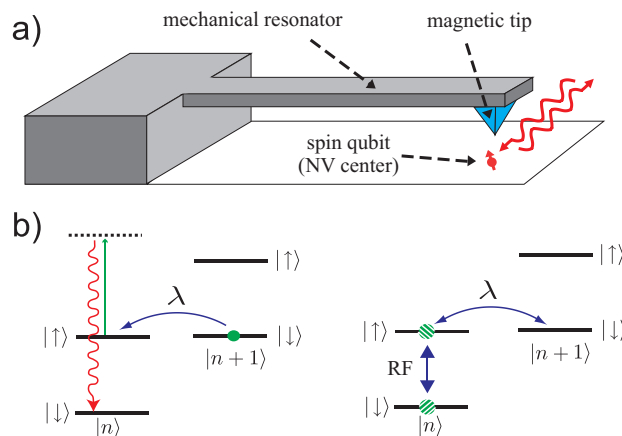 a)
mechanical resonator
magnetic tip
spin qubit
(NV center)
b)
|↑⟩
λ
|↑⟩
|↓⟩
|n + 1⟩
|↓⟩
|n⟩
|↑⟩
λ
|↑⟩
|↓⟩
|n + 1⟩
RF
|↓⟩
|n⟩